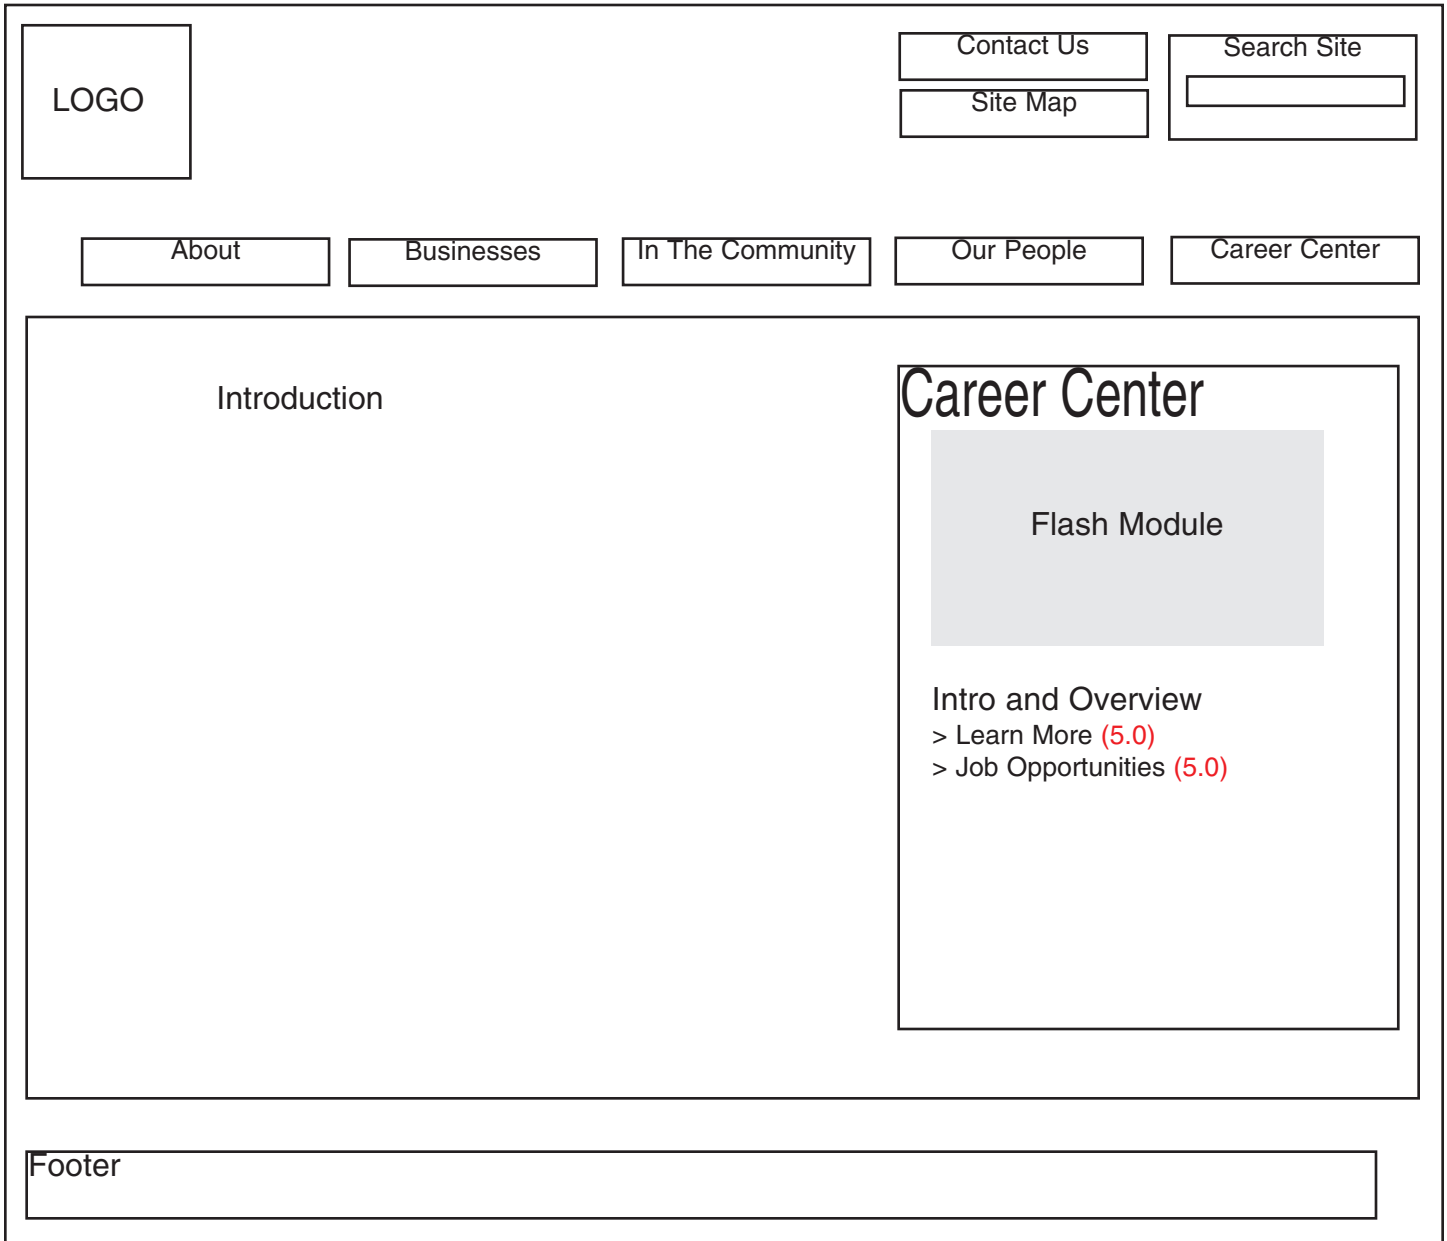 LOGO
Contact Us
Site Map
Search Site
About
Businesses
In The Community
Our People
Career Center
Introduction
Career Center
Flash Module
Intro and Overview
> Learn More (5.0)
> Job Opportunities (5.0)
Footer